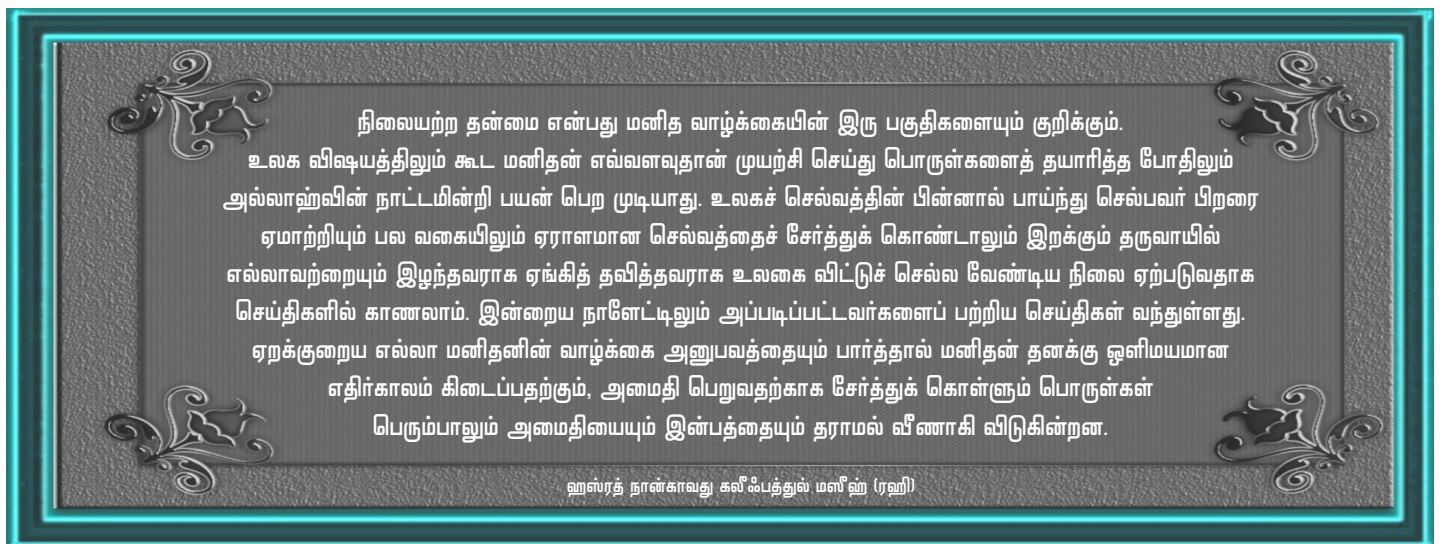 நிலையற்ற தன்மை என்பது மனித வாழ்க்கையின் இரு பகுதிகளையும் குறிக்கும்.
உலக விஷயத்திலும் கூட மனிதன் எவ்வளவுதான் முயற்சி செய்து பொருள்களைத் தயாரித்த போதிலும்
அல்லாஹ்வின் நாட்டமின்றி பயன் பெற முடியாது. உலகச் செல்வத்தின் பின்னால் பாய்ந்து செல்பவர் பிறரை
ஏமாற்றியும் பல வகையிலும் ஏராளமான செல்வத்தைச் சேர்த்துக் கொண்டாலும் இறக்கும் தருவாயில்
எல்லாவற்றையும் இழந்தவராக ஏங்கித் தவித்தவராக உலகை விட்டுச் செல்ல வேண்டிய நிலை ஏற்படுவதாக
செய்திகளில் காணலாம். இன்றைய நாளேட்டிலும் அப்படிப்பட்டவர்களைப் பற்றிய செய்திகள் வந்துள்ளது.
ஏறக்குறைய எல்லா மனிதனின் வாழ்க்கை அனுபவத்தையும் பார்த்தால் மனிதன் தனக்கு ஒளிமயமான
எதிர்காலம் கிடைப்பதற்கும், அமைதி பெறுவதற்காக சேர்த்துக் கொள்ளும் பொருள்கள்
பெரும்பாலும் அமைதியையும் இன்பத்தையும் தராமல் வீணாகி விடுகின்றன.
ஹஸ்ரத் நான்காவது கலீஃபத்துல் மஸீஹ் (ரஹி)